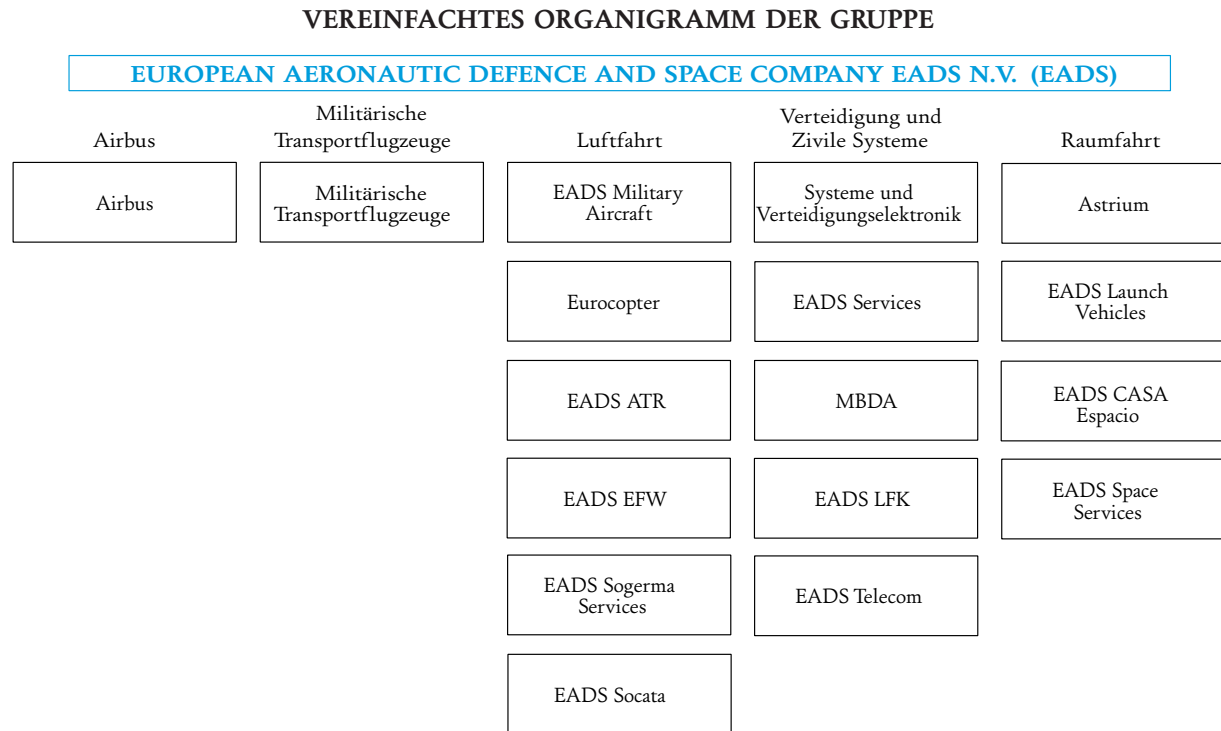 VEREINFACHTES ORGANIGRAMM DER GRUPPE
EUROPEAN AERONAUTIC DEFENCE AND SPACE COMPANY EADS N.V. (EADS)
Airbus
Militärische
Transportflugzeuge
Luftfahrt
Verteidigung und
Zivile Systeme
Raumfahrt
Airbus
Militärische
Transportflugzeuge
EADS Military
Aircraft
Systeme und
Verteidigungselektronik
Astrium
Eurocopter
EADS Services
EADS Launch
Vehicles
EADS ATR
MBDA
EADS CASA
Espacio
EADS EFW
EADS LFK
EADS Space
Services
EADS Sogerma
Services
EADS Telecom
EADS Socata